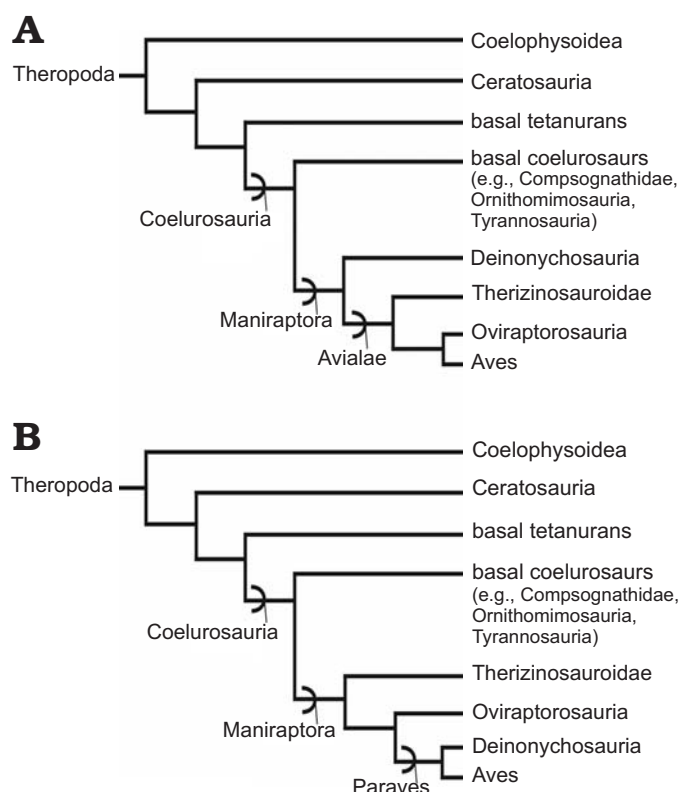 A
Coelophysoidea
Theropoda
Ceratosauria
basal tetanurans
basal coelurosaurs
(e.g., Compsognathidae,
Ornithomimosauria,
Tyrannosauria)
Coelurosauria
Deinonychosauria
Therizinosauroidae
Maniraptora
Oviraptorosauria
Avialae
Aves
B
Coelophysoidea
Theropoda
Ceratosauria
basal tetanurans
basal coelurosaurs
(e.g., Compsognathidae,
Ornithomimosauria,
Tyrannosauria)
Coelurosauria
Therizinosauroidae
Oviraptorosauria
Maniraptora
Deinonychosauria
Aves
Paraves